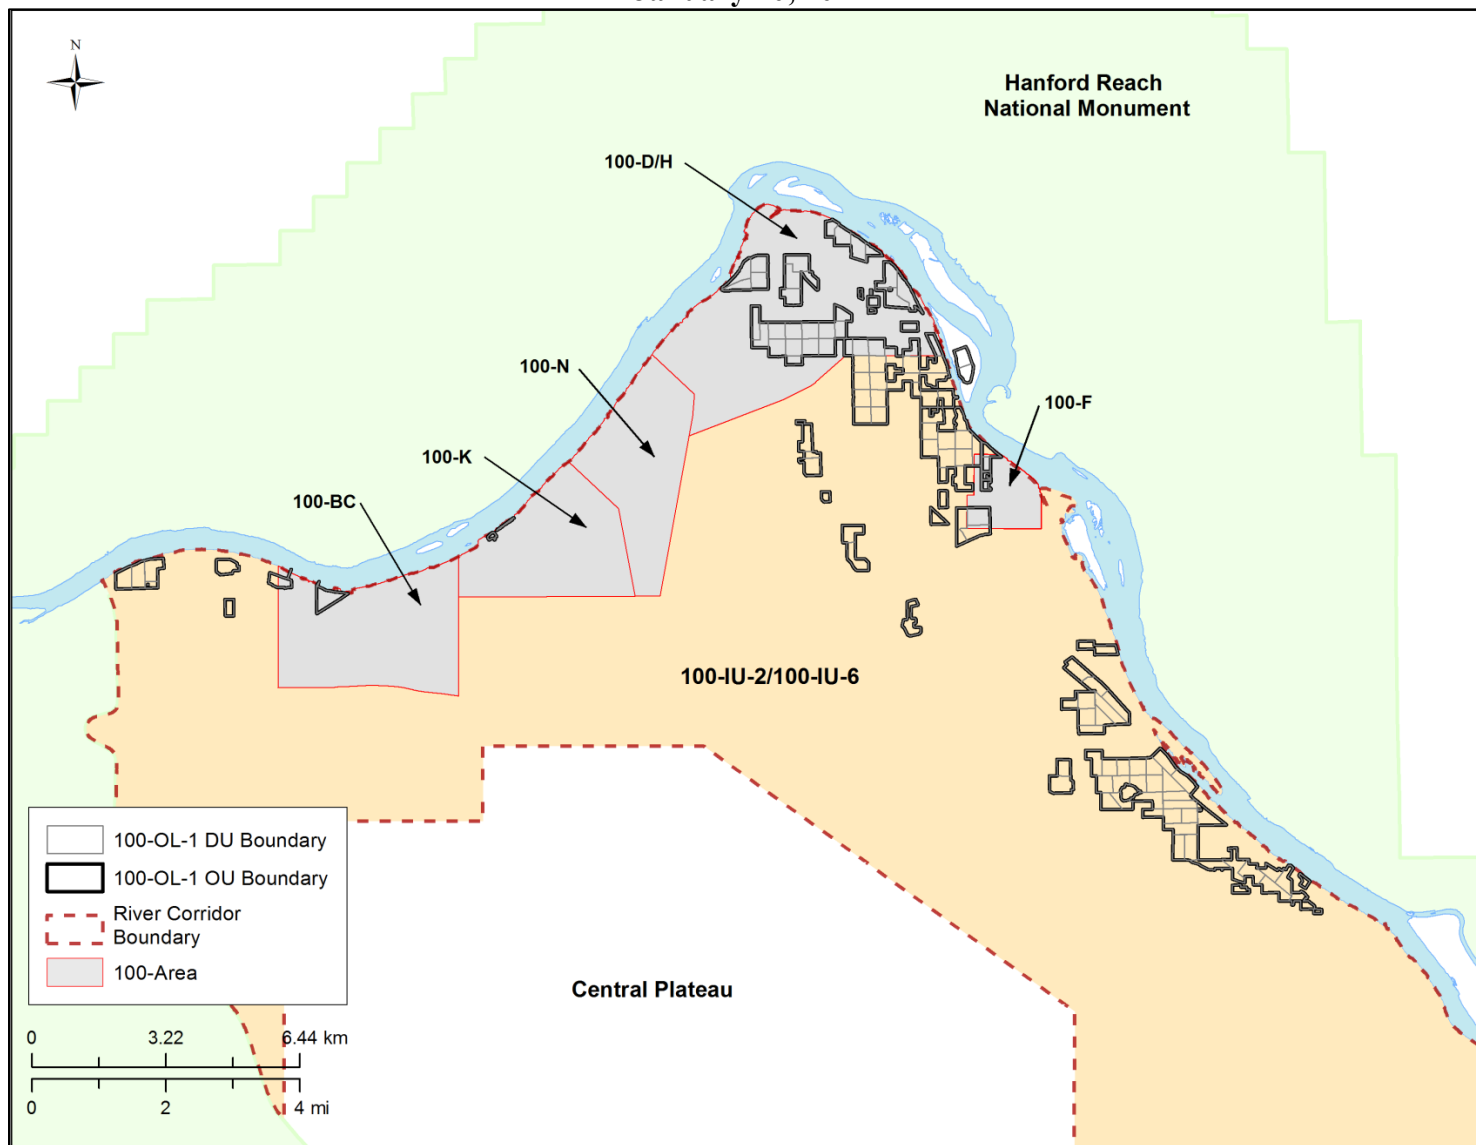 N
Hanford Reach
National Monument
100-D/H
100-N
100-F
100-K
100-BC
100-IU-2/100-IU-6
100-OL-1 DU Boundary
100-OL-1 OU Boundary
River Corridor
Boundary
100-Area
Central Plateau
0 3.22 6.44 km
0 2 4 mi